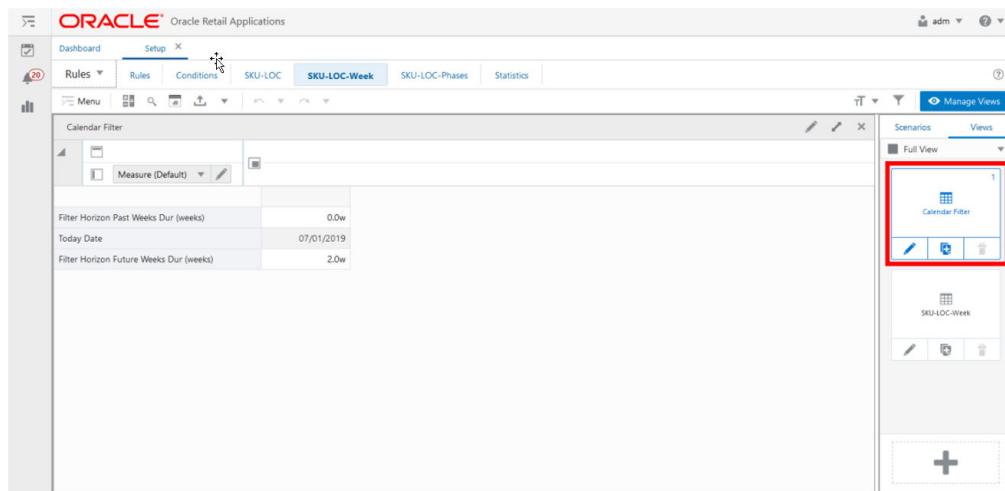 ORACLE Oracle Retail Applications adm
Dashboard Setup
20
Rules Rules Conditions SKU-LOC SKU-LOC-Week SKU-LOC-Phases Statistics
Menu Manage Views
Calendar Filter
Scenarios Views
Full View
Measure (Default)
1
Calendar Filter
Filter Horizon Past Weeks Dur (weeks) 0.0w
Today Date 07/01/2019
Filter Horizon Future Weeks Dur (weeks) 2.0w
SKU-LOC-Week